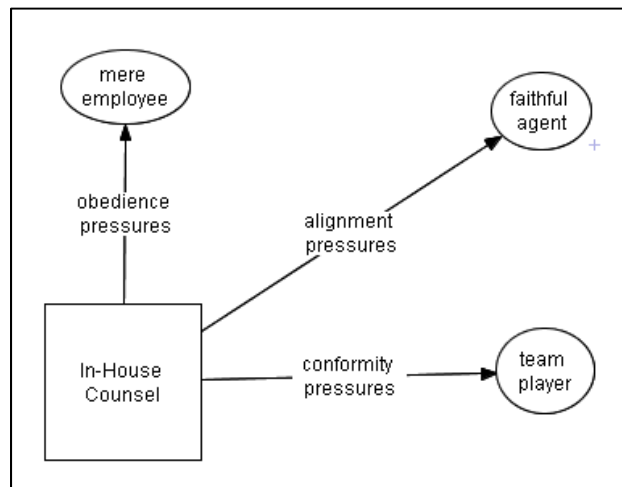 mere
employee
faithful
agent
obedience
pressures
alignment
pressures
In-House
Counsel
conformity
pressures
team
player